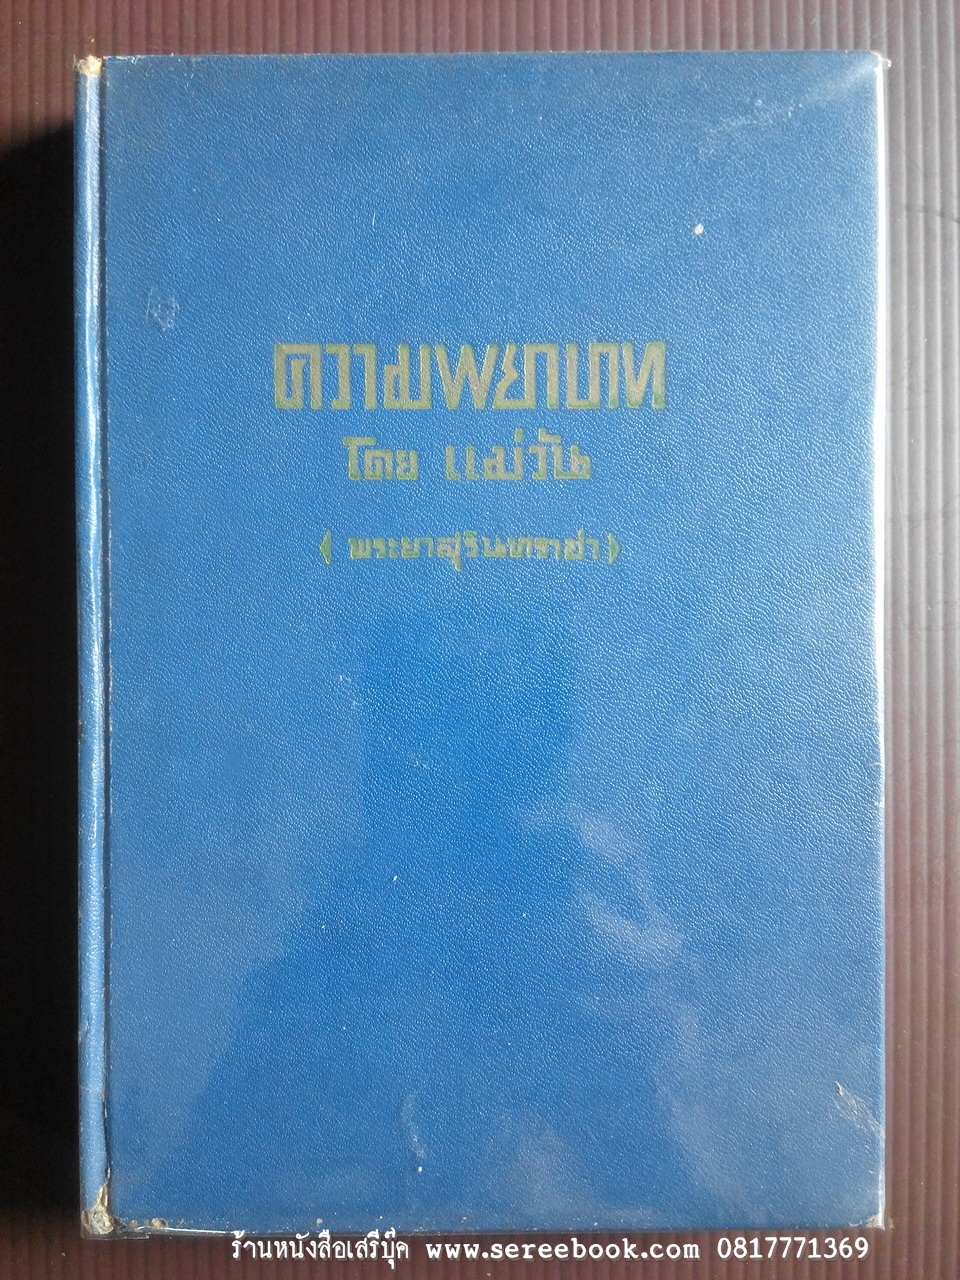 ความพยาบาท
โดย แม่วัน
( พระยาสุรินทราชา )
ร้านหนังสือเสรีบุ๊ค www.sereebook.com 0817771369